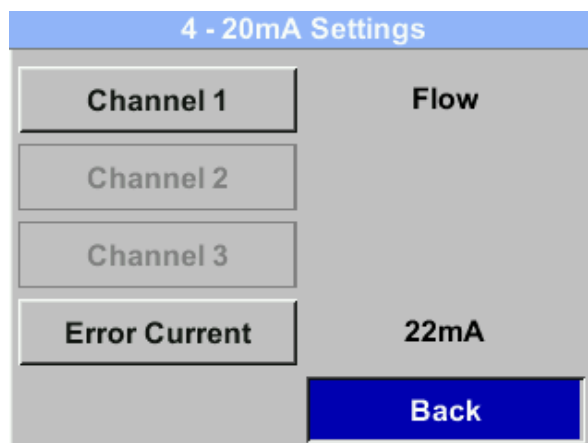 4 - 20mA Settings
Channel 1 Flow
Channel 2
Channel 3
Error Current 22mA
Back